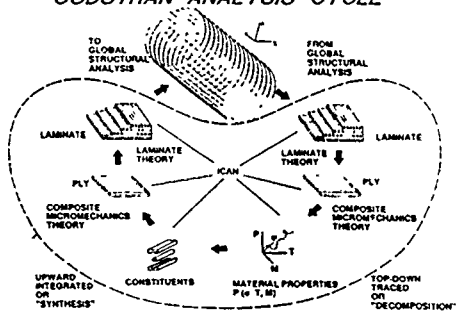 CODSTRAN ANALYSIS CYCLE
TO
GLOBAL
STRUCTURAL
ANALYSIS
FROM
GLOBAL
STRUCTURAL
ANALYSIS
LAMINATE
LAMINATE
THEORY
LAMINATE
THEORY
LAMINATE
ICAN
PLY
PLY
COMPOSITE
MICROMECHANICS
THEORY
COMPOSITE
MICROMECHANICS
THEORY
P
T
M
CONSTITUENTS
MATERIAL PROPERTIES
P (σ, T, M)
UPWARD
INTEGRATED
OR
"SYNTHESIS"
TOP-DOWN
TRACED
OR
"DECOMPOSITION"